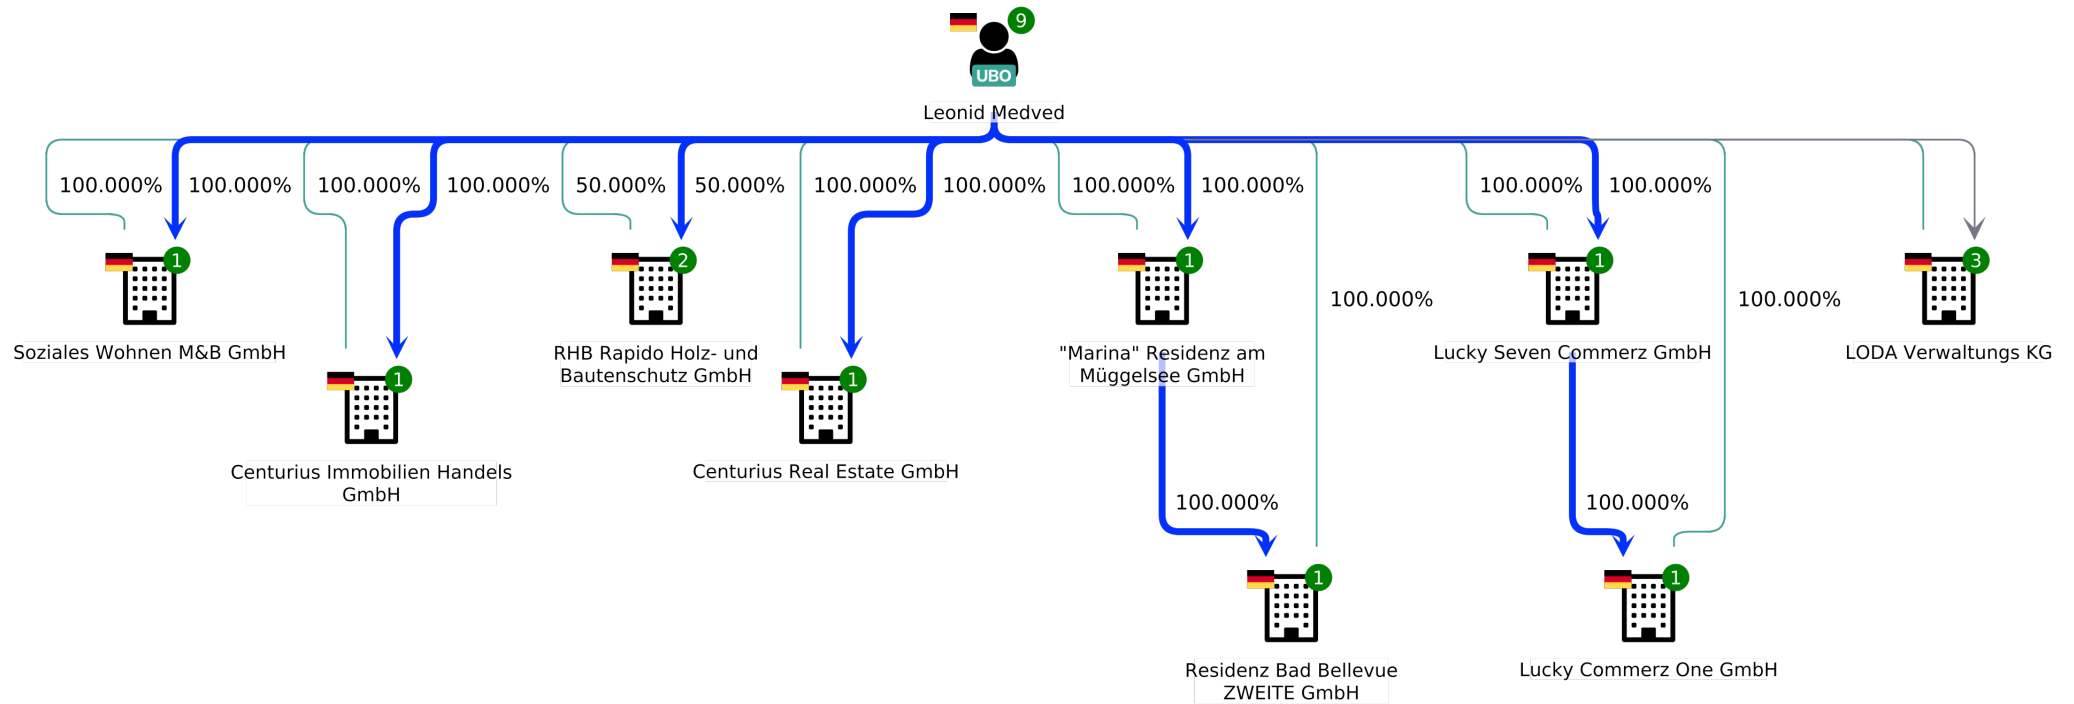 9
UBO
Leonid Medved
100.000% 100.000% 100.000% 100.000% 50.000% 50.000% 100.000% 100.000% 100.000% 100.000% 100.000% 100.000%
1 2 1 1 3
100.000% 100.000%
Soziales Wohnen M&B GmbH
RHB Rapido Holz- und
Bautenschutz GmbH
"Marina" Residenz am
Müggelsee GmbH
Lucky Seven Commerz GmbH
LODA Verwaltungs KG
1 1
Centurius Immobilien Handels
GmbH
Centurius Real Estate GmbH
100.000% 100.000%
1 1
Residenz Bad Bellevue
ZWEITE GmbH
Lucky Commerz One GmbH